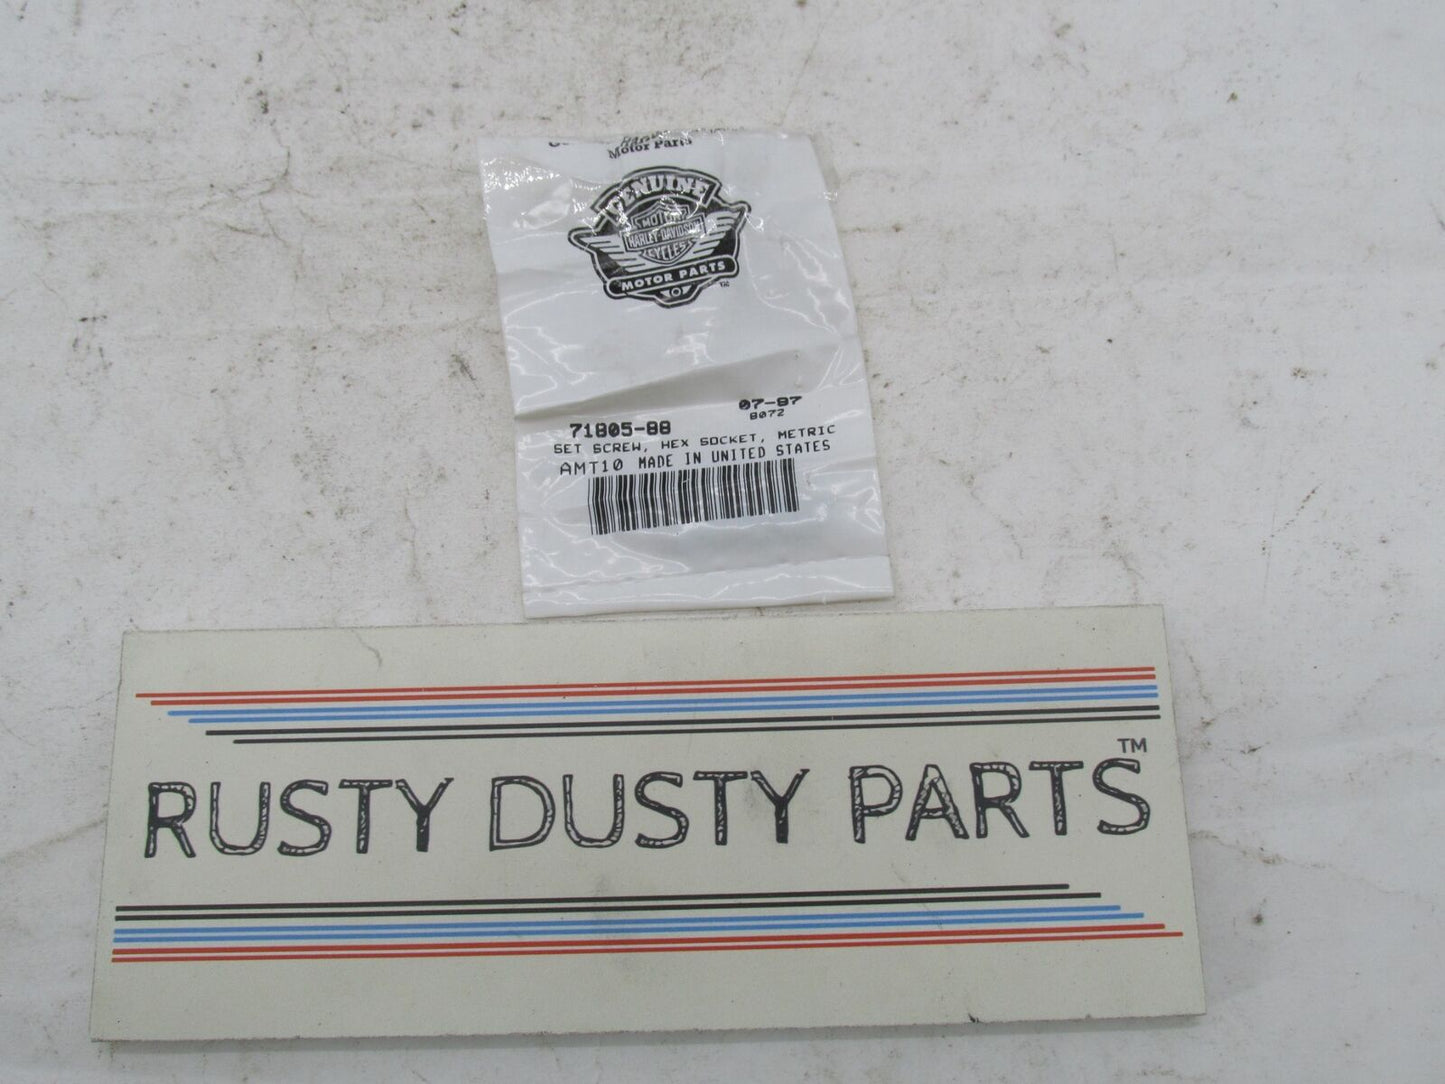 Motor Parts
GENUINE
MOTOR
HARLEY-DAVIDSON
CYCLES
MOTOR PARTS
07-97
8072
71805-88
SET SCREW, HEX SOCKET, METRIC
AMT10 MADE IN UNITED STATES
RUSTY DUSTY PARTS™